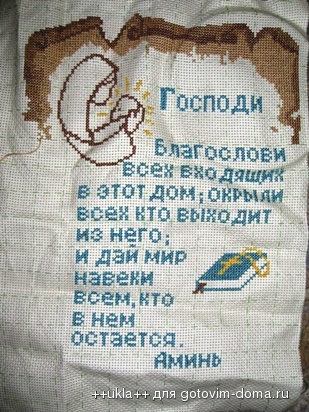 Господи
Благослови
всех входящих
в этот дом; окрыли
всех кто выходит
из него;
и дай мир
навеки
всем, кто
в нем
остается.
Аминь
++ukla++ для gotovim-doma.ru